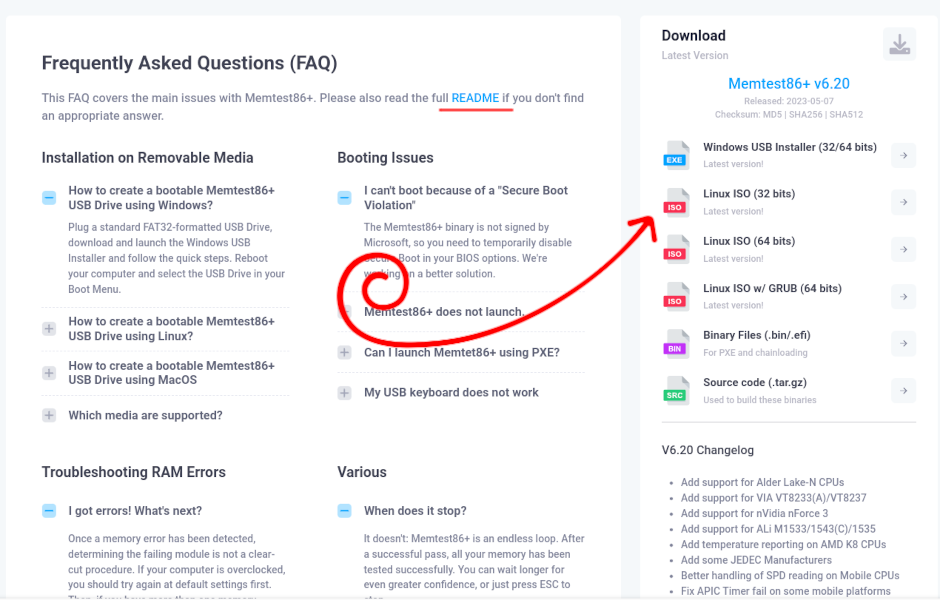 Frequently Asked Questions (FAQ)
This FAQ covers the main issues with Memtest86+. Please also read the full README if you don't find
an appropriate answer.
Installation on Removable Media
How to create a bootable Memtest86+
USB Drive using Windows?
Plug a standard FAT32-formatted USB Drive,
download and launch the Windows USB
Installer and follow the quick steps. Reboot
your computer and select the USB Drive in your
Boot Menu.
How to create a bootable Memtest86+
USB Drive using Linux?
How to create a bootable Memtest86+
USB Drive using MacOS
Which media are supported?
Booting Issues
I can't boot because of a "Secure Boot
Violation"
The Memtest86+ binary is not signed by
Microsoft, so you need to temporarily disable
Secure Boot in your BIOS options. We're
working on a better solution.
Memtest86+ does not launch.
Can I launch Memtet86+ using PXE?
My USB keyboard does not work
Troubleshooting RAM Errors
I got errors! What's next?
Once a memory error has been detected,
determining the failing module is not a clear-
cut procedure. If your computer is overclocked,
you should try again at default settings first.
Various
When does it stop?
It doesn't: Memtest86+ is an endless loop. After
a successful pass, all your memory has been
tested successfully. You can wait longer for
even greater confidence, or just press ESC to
Download
Latest Version
Memtest86+ v6.20
Released: 2023-05-07
Checksum: MD5 | SHA256 | SHA512
EXE
Windows USB Installer (32/64 bits)
Latest version!
ISO
Linux ISO (32 bits)
Latest version!
ISO
Linux ISO (64 bits)
Latest version!
ISO
Linux ISO w/ GRUB (64 bits)
Latest version!
BIN
Binary Files (.bin/.efi)
For PXE and chainloading
SRC
Source code (.tar.gz)
Used to build these binaries
V6.20 Changelog
Add support for Alder Lake-N CPUs
Add support for VIA VT8233(A)/VT8237
Add support for nVidia nForce 3
Add support for ALi M1533/1543(C)/1535
Add temperature reporting on AMD K8 CPUs
Add some JEDEC Manufacturers
Better handling of SPD reading on Mobile CPUs
Fix APIC Timer fail on some mobile platforms